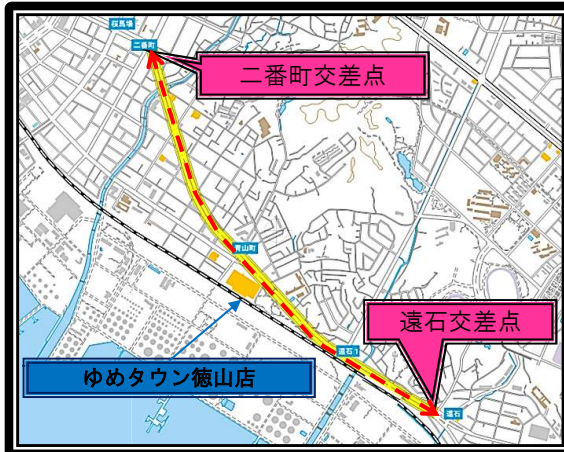 桜馬場
二番町
二番町交差点
青山町
遠石交差点
遠石1
ゆめタウン徳山店
遠石